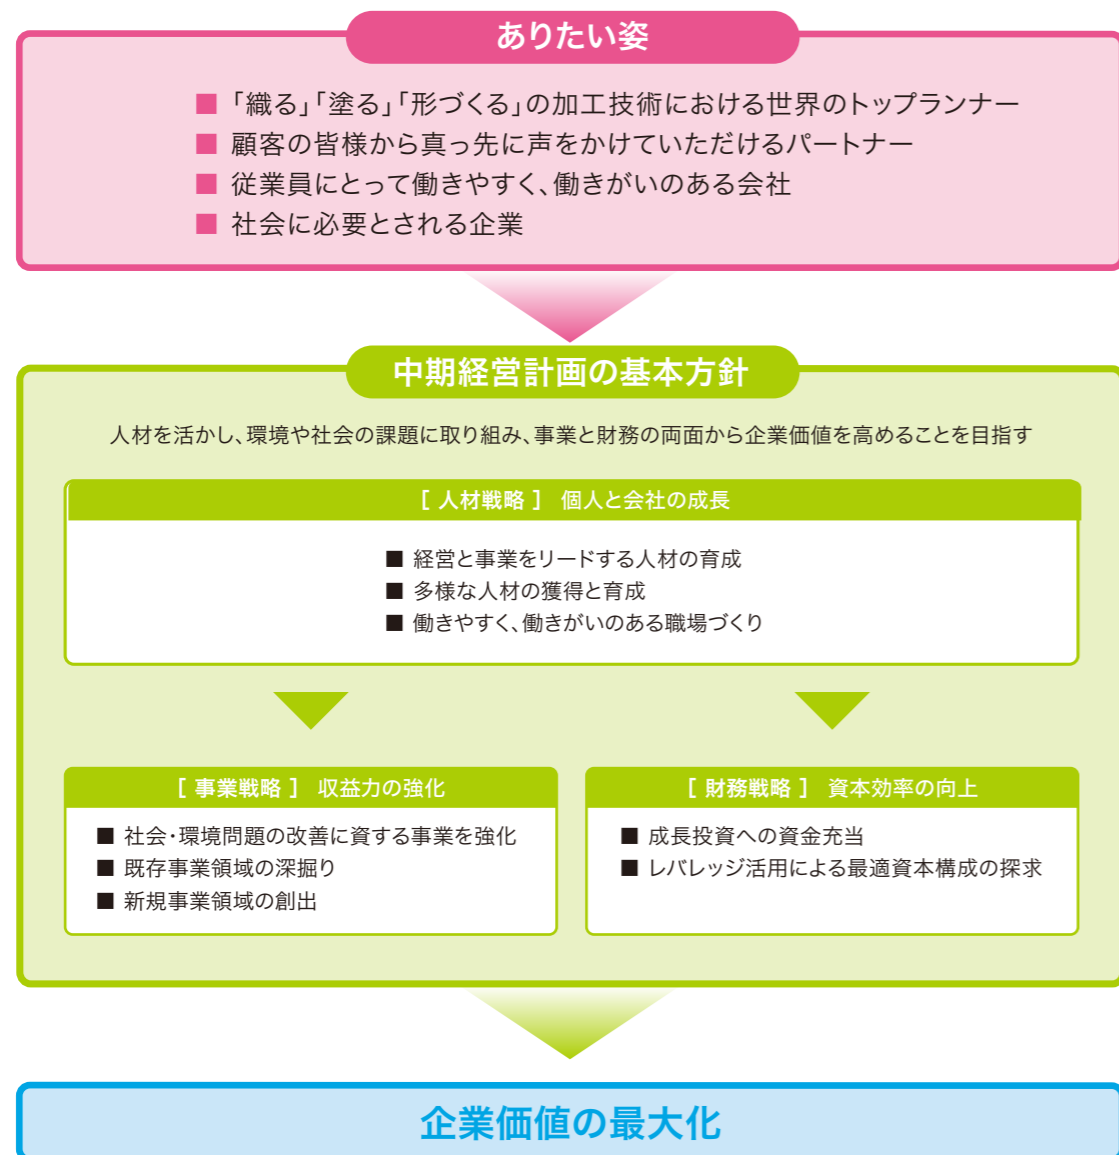 ありたい姿
■ 「織る」「塗る」「形づくる」の加工技術における世界のトップランナー
■ 顧客の皆様から真っ先に声をかけていただけるパートナー
■ 従業員にとって働きやすく、働きがいのある会社
■ 社会に必要とされる企業
中期経営計画の基本方針
人材を活かし、環境や社会の課題に取り組み、事業と財務の両面から企業価値を高めることを目指す
[ 人材戦略 ] 個人と会社の成長
■ 経営と事業をリードする人材の育成
■ 多様な人材の獲得と育成
■ 働きやすく、働きがいのある職場づくり
[ 事業戦略 ] 収益力の強化
■ 社会・環境問題の改善に資する事業を強化
■ 既存事業領域の深掘り
■ 新規事業領域の創出
[ 財務戦略 ] 資本効率の向上
■ 成長投資への資金充当
■ レバレッジ活用による最適資本構成の探求
企業価値の最大化